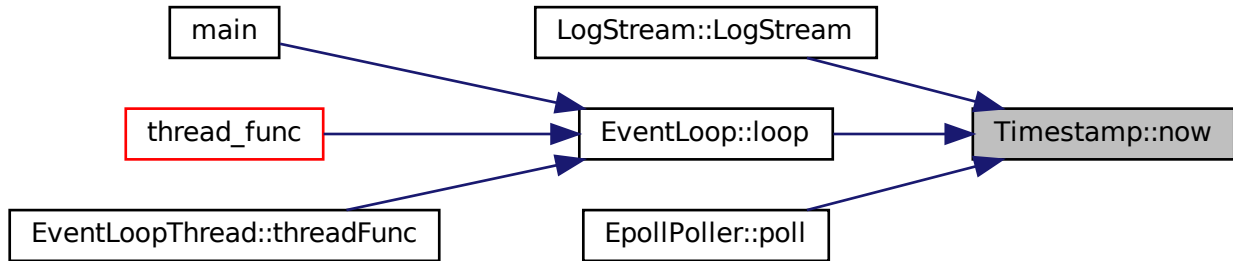 main
LogStream::LogStream
thread_func
EventLoop::loop
Timestamp::now
EventLoopThread::threadFunc
EpollPoller::poll